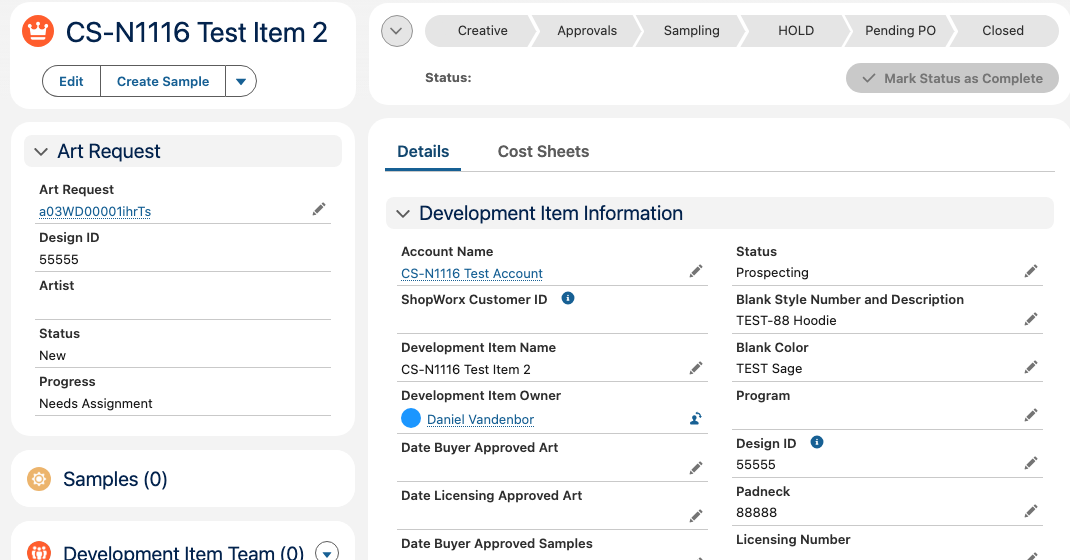 CS-N1116 Test Item 2
Edit
Create Sample
Creative
Approvals
Sampling
HOLD
Pending PO
Closed
Status:
Mark Status as Complete
Art Request
Art Request
a03WD00001ihrTs
Design ID
55555
Artist
Status
New
Progress
Needs Assignment
Samples (0)
Development Item Team (0)
Details
Cost Sheets
Development Item Information
Account Name
CS-N1116 Test Account
ShopWorx Customer ID
Development Item Name
CS-N1116 Test Item 2
Development Item Owner
Daniel Vandenbor
Date Buyer Approved Art
Date Licensing Approved Art
Date Buyer Approved Samples
Status
Prospecting
Blank Style Number and Description
TEST-88 Hoodie
Blank Color
TEST Sage
Program
Design ID
55555
Padneck
88888
Licensing Number